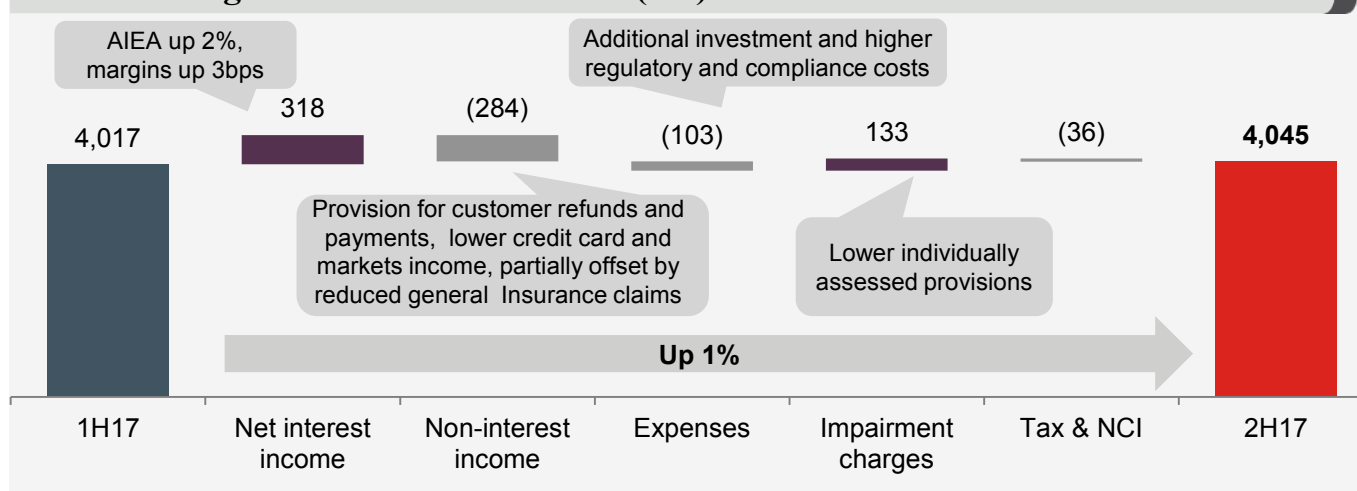 AIEA up 2%,
margins up 3bps
Additional investment and higher
regulatory and compliance costs
4,017
318
(284)
(103)
133
(36)
4,045
Provision for customer refunds and
payments, lower credit card and
markets income, partially offset by
reduced general Insurance claims
Lower individually
assessed provisions
Up 1%
1H17
Net interest
income
Non-interest
income
Expenses
Impairment
charges
Tax & NCI
2H17